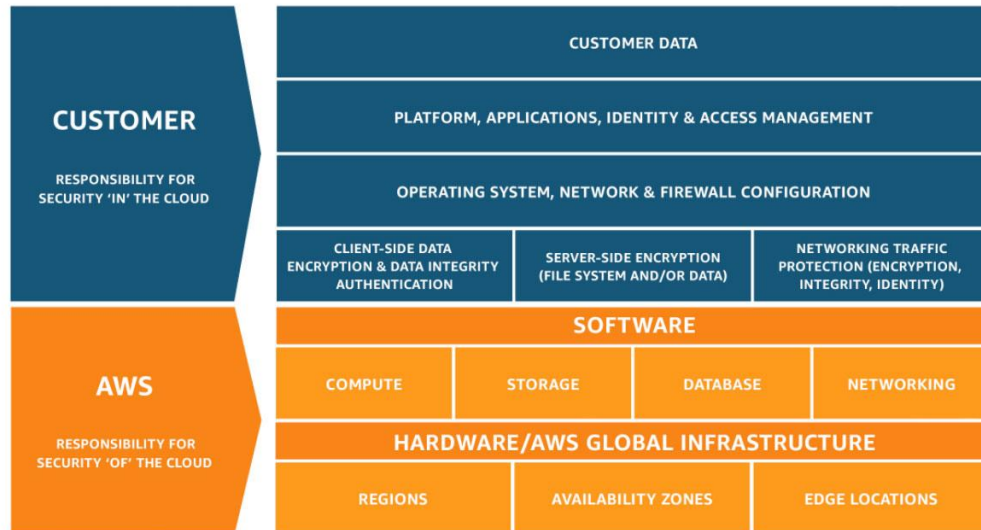 CUSTOMER
RESPONSIBILITY FOR
SECURITY ‘IN’ THE CLOUD
CUSTOMER DATA
PLATFORM, APPLICATIONS, IDENTITY & ACCESS MANAGEMENT
OPERATING SYSTEM, NETWORK & FIREWALL CONFIGURATION
CLIENT-SIDE DATA
ENCRYPTION & DATA INTEGRITY
AUTHENTICATION
SERVER-SIDE ENCRYPTION
(FILE SYSTEM AND/OR DATA)
NETWORKING TRAFFIC
PROTECTION (ENCRYPTION,
INTEGRITY, IDENTITY)
AWS
RESPONSIBILITY FOR
SECURITY ‘OF’ THE CLOUD
SOFTWARE
COMPUTE
STORAGE
DATABASE
NETWORKING
HARDWARE/AWS GLOBAL INFRASTRUCTURE
REGIONS
AVAILABILITY ZONES
EDGE LOCATIONS